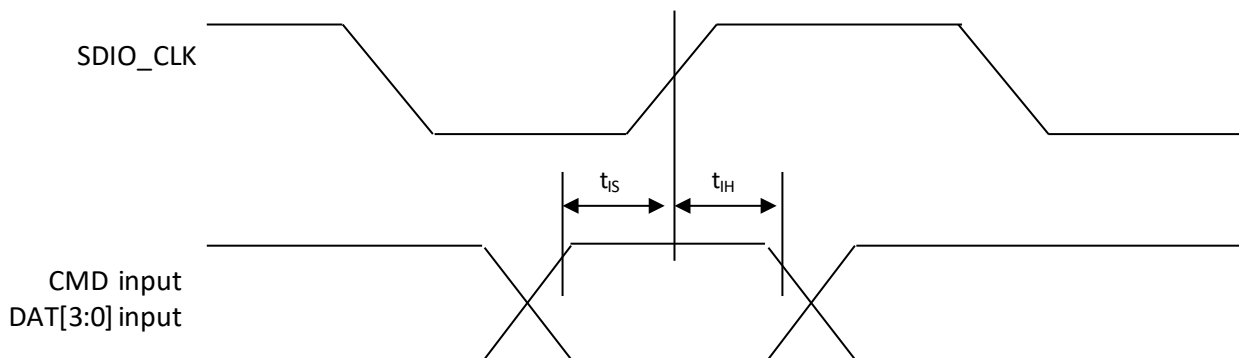 SDIO_CLK
tIS
tIH
CMD input
DAT[3:0] input